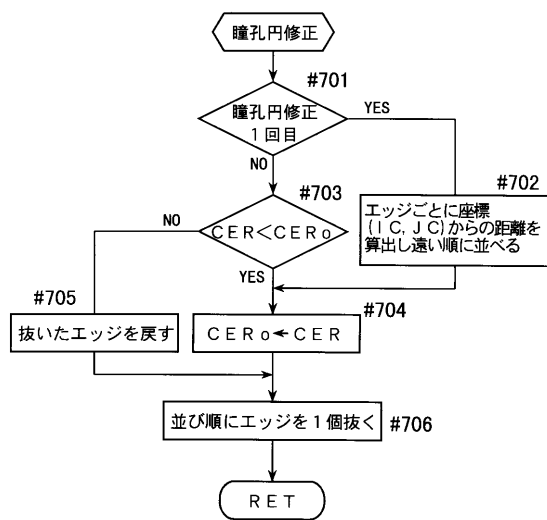 瞳孔円修正
#701
瞳孔円修正
1回目
YES
NO
#702
#703
エッジごとに座標
(IC,JC)からの距離を
算出し遠い順に並べる
NO
CER<CERo
YES
#705
#704
抜いたエッジを戻す
CERo←CER
並び順にエッジを1個抜く
#706
RET